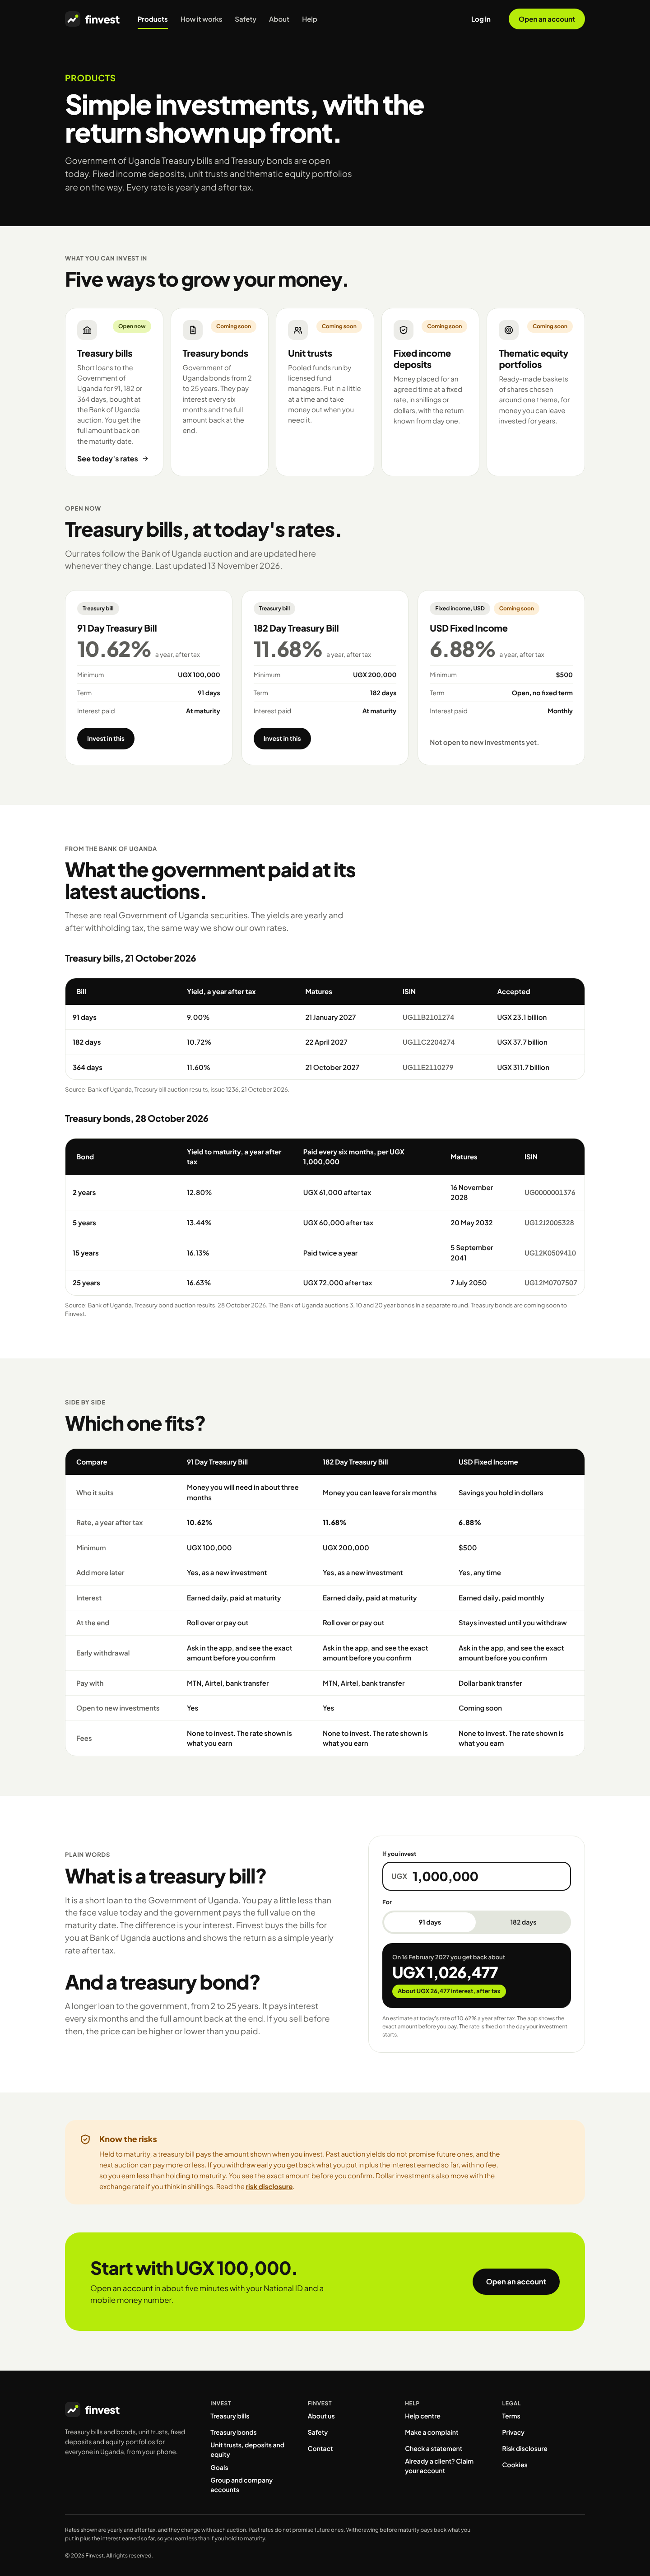 finvest
Products
How it works
Safety
About
Help
Log in
Open an account
PRODUCTS
Simple investments, with the
return shown up front.
Government of Uganda Treasury bills and Treasury bonds are open
today. Fixed income deposits, unit trusts and thematic equity portfolios
are on the way. Every rate is yearly and after tax.
WHAT YOU CAN INVEST IN
Five ways to grow your money.
Open now
Treasury bills
Short loans to the
Government of
Uganda for 91, 182 or
364 days, bought at
the Bank of Uganda
auction. You get the
full amount back on
the maturity date.
See today's rates →
Coming soon
Treasury bonds
Government of
Uganda bonds from 2
to 25 years. They pay
interest every six
months and the full
amount back at the
end.
Coming soon
Unit trusts
Pooled funds run by
licensed fund
managers. Put in a little
at a time and take
money out when you
need it.
Coming soon
Fixed income
deposits
Money placed for an
agreed time at a fixed
rate, in shillings or
dollars, with the return
known from day one.
Coming soon
Thematic equity
portfolios
Ready-made baskets
of shares chosen
around one theme, for
money you can leave
invested for years.
OPEN NOW
Treasury bills, at today's rates.
Our rates follow the Bank of Uganda auction and are updated here
whenever they change. Last updated 13 November 2026.
Treasury bill
91 Day Treasury Bill
10.62% a year, after tax
Minimum UGX 100,000
Term 91 days
Interest paid At maturity
Invest in this
Treasury bill
182 Day Treasury Bill
11.68% a year, after tax
Minimum UGX 200,000
Term 182 days
Interest paid At maturity
Invest in this
Fixed income, USD Coming soon
USD Fixed Income
6.88% a year, after tax
Minimum $500
Term Open, no fixed term
Interest paid Monthly
Not open to new investments yet.
FROM THE BANK OF UGANDA
What the government paid at its
latest auctions.
These are real Government of Uganda securities. The yields are yearly and
after withholding tax, the same way we show our own rates.
Treasury bills, 21 October 2026
Bill Yield, a year after tax Matures ISIN Accepted
91 days 9.00% 21 January 2027 UG11B2101274 UGX 23.1 billion
182 days 10.72% 22 April 2027 UG11C2204274 UGX 37.7 billion
364 days 11.60% 21 October 2027 UG11E2110279 UGX 311.7 billion
Source: Bank of Uganda, Treasury bill auction results, issue 1236, 21 October 2026.
Treasury bonds, 28 October 2026
Bond Yield to maturity, a year after tax Paid every six months, per UGX 1,000,000 Matures ISIN
2 years 12.80% UGX 61,000 after tax 16 November 2028 UG0000001376
5 years 13.44% UGX 60,000 after tax 20 May 2032 UG12J2005328
15 years 16.13% Paid twice a year 5 September 2041 UG12K0509410
25 years 16.63% UGX 72,000 after tax 7 July 2050 UG12M0707507
Source: Bank of Uganda, Treasury bond auction results, 28 October 2026. The Bank of Uganda auctions 3, 10 and 20 year bonds in a separate round. Treasury bonds are coming soon to
Finvest.
SIDE BY SIDE
Which one fits?
Compare 91 Day Treasury Bill 182 Day Treasury Bill USD Fixed Income
Who it suits Money you will need in about three months Money you can leave for six months Savings you hold in dollars
Rate, a year after tax 10.62% 11.68% 6.88%
Minimum UGX 100,000 UGX 200,000 $500
Add more later Yes, as a new investment Yes, as a new investment Yes, any time
Interest Earned daily, paid at maturity Earned daily, paid at maturity Earned daily, paid monthly
At the end Roll over or pay out Roll over or pay out Stays invested until you withdraw
Early withdrawal Ask in the app, and see the exact amount before you confirm Ask in the app, and see the exact amount before you confirm Ask in the app, and see the exact amount before you confirm
Pay with MTN, Airtel, bank transfer MTN, Airtel, bank transfer Dollar bank transfer
Open to new investments Yes Yes Coming soon
Fees None to invest. The rate shown is what you earn None to invest. The rate shown is what you earn None to invest. The rate shown is what you earn
PLAIN WORDS
What is a treasury bill?
It is a short loan to the Government of Uganda. You pay a little less than
the face value today and the government pays the full value on the
maturity date. The difference is your interest. Finvest buys the bills for
you at Bank of Uganda auctions and shows the return as a simple yearly
rate after tax.
And a treasury bond?
A longer loan to the government, from 2 to 25 years. It pays interest
every six months and the full amount back at the end. If you sell before
then, the price can be higher or lower than you paid.
If you invest
UGX 1,000,000
For
91 days
182 days
On 16 February 2027 you get back about
UGX 1,026,477
About UGX 26,477 interest, after tax
An estimate at today's rate of 10.62% a year after tax. The app shows the
exact amount before you pay. The rate is fixed on the day your investment
starts.
Know the risks
Held to maturity, a treasury bill pays the amount shown when you invest. Past auction yields do not promise future ones, and the
next auction can pay more or less. If you withdraw early you get back what you put in plus the interest earned so far, with no fee,
so you earn less than holding to maturity. You see the exact amount before you confirm. Dollar investments also move with the
exchange rate if you think in shillings. Read the risk disclosure.
Start with UGX 100,000.
Open an account in about five minutes with your National ID and a
mobile money number.
Open an account
finvest
Treasury bills and bonds, unit trusts, fixed
deposits and equity portfolios for
everyone in Uganda, from your phone.
INVEST
Treasury bills
Treasury bonds
Unit trusts, deposits and
equity
Goals
Group and company
accounts
FINVEST
About us
Safety
Contact
HELP
Help centre
Make a complaint
Check a statement
Already a client? Claim
your account
LEGAL
Terms
Privacy
Risk disclosure
Cookies
Rates shown are yearly and after tax, and they change with each auction. Past rates do not promise future ones. Withdrawing before maturity pays back what you
put in plus the interest earned so far, so you earn less than if you hold to maturity.
© 2026 Finvest. All rights reserved.